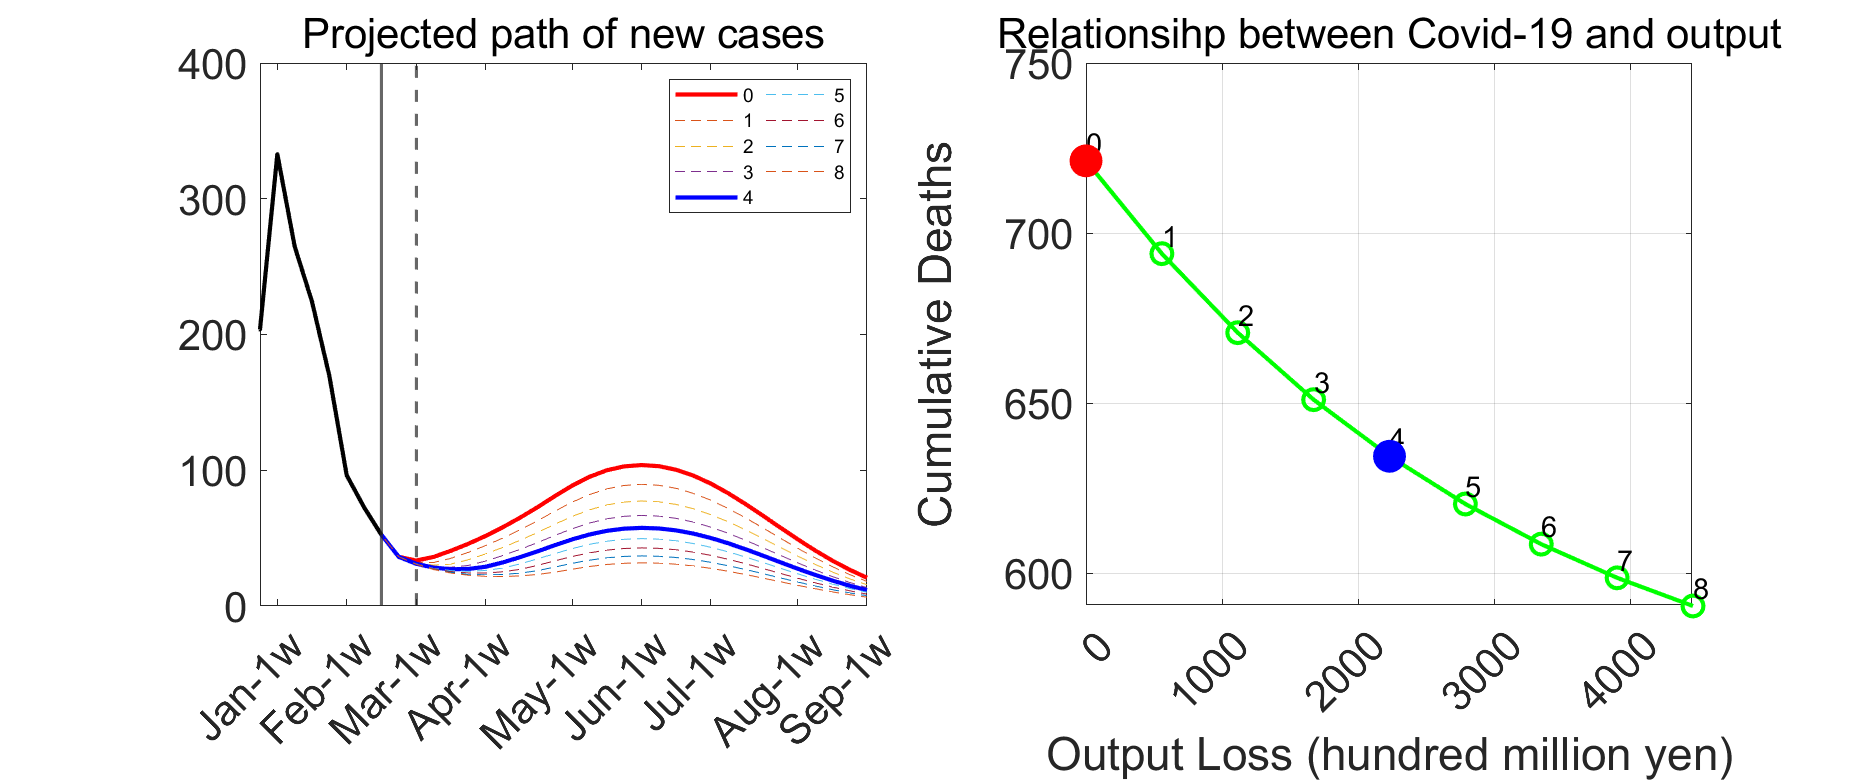 Projected path of new cases
400
300
200
100
0
0 5
1 6
2 7
3 8
4
Jan-1w
Feb-1w
Mar-1w
Apr-1w
May-1w
Jun-1w
Jul-1w
Aug-1w
Sep-1w
Relationsihp between Covid-19 and output
Cumulative Deaths
750
700
650
600
0
1
2
3
4
5
6
7
8
0
1000
2000
3000
4000
Output Loss (hundred million yen)